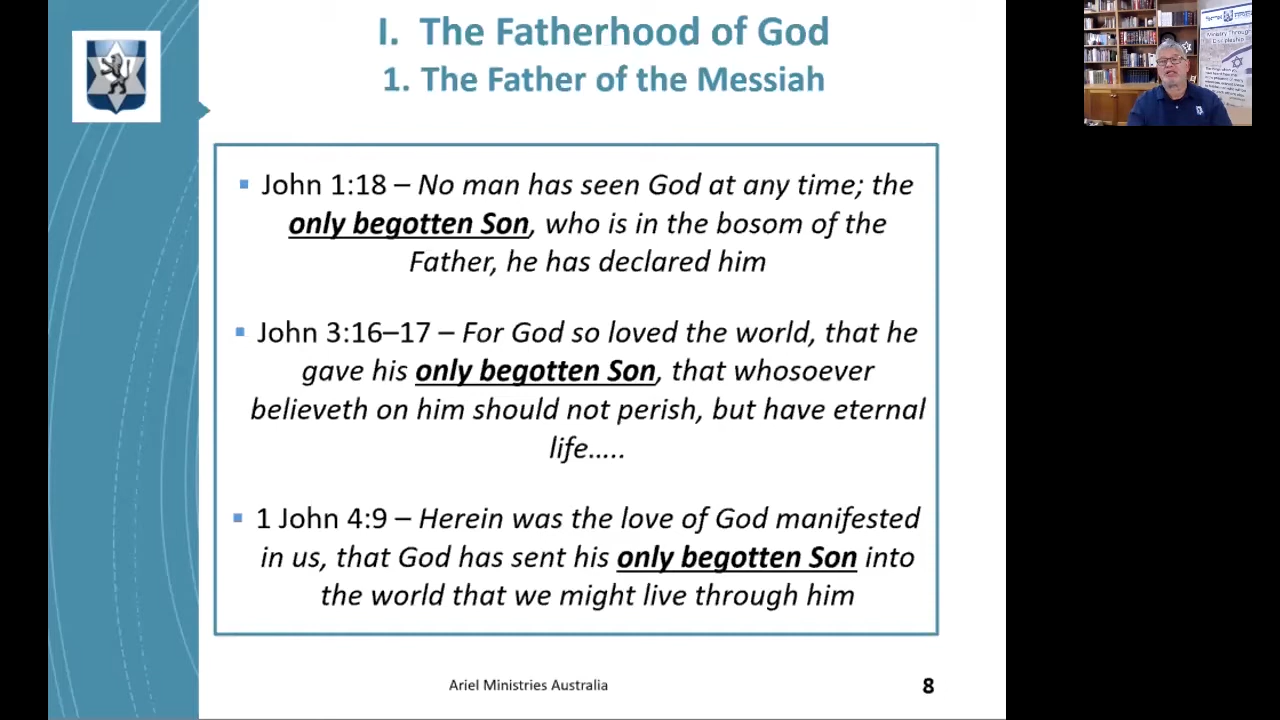 I. The Fatherhood of God
1. The Father of the Messiah
▪ John 1:18 – No man has seen God at any time; the
only begotten Son, who is in the bosom of the
Father, he has declared him
▪ John 3:16–17 – For God so loved the world, that he
gave his only begotten Son, that whosoever
believeth on him should not perish, but have eternal
life…..
▪ 1 John 4:9 – Herein was the love of God manifested
in us, that God has sent his only begotten Son into
the world that we might live through him
Ariel Ministries Australia
8
Ministry Through